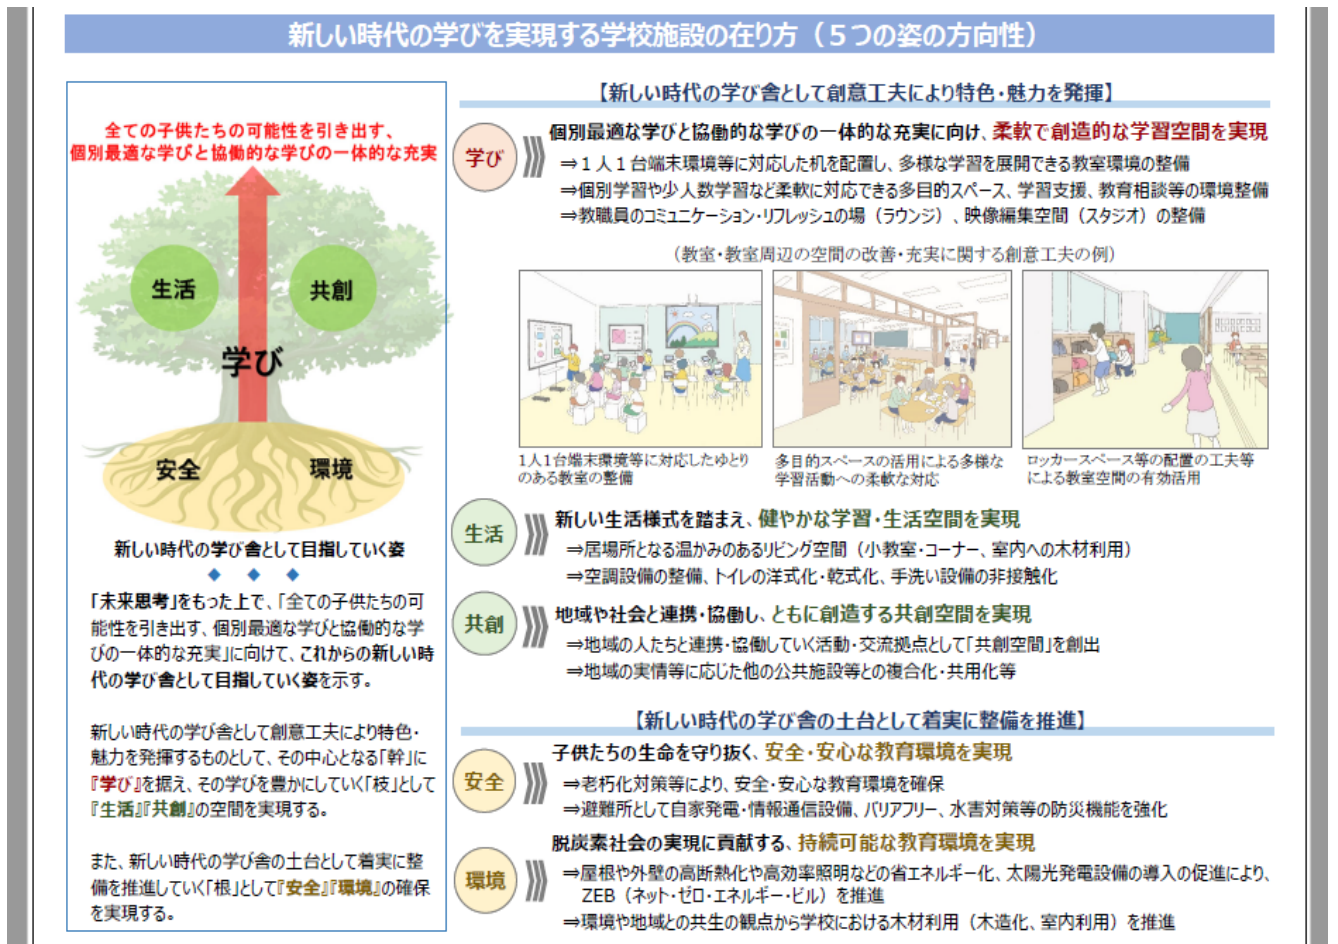 新しい時代の学びを実現する学校施設の在り方（５つの姿の方向性）
全ての子供たちの可能性を引き出す、
個別最適な学びと協働的な学びの一体的な充実
生活
共創
学び
安全
環境
新しい時代の学び舎として目指していく姿
◆ ◆ ◆
「未来思考」をもった上で、「全ての子供たちの可
能性を引き出す、個別最適な学びと協働的な学
びの一体的な充実」に向けて、これからの新しい時
代の学び舎として目指していく姿を示す。
新しい時代の学び舎として創意工夫により特色・
魅力を発揮するものとして、その中心となる「幹」に
『学び』を据え、その学びを豊かにしていく「枝」として
『生活』『共創』の空間を実現する。
また、新しい時代の学び舎の土台として着実に整
備を推進していく「根」として『安全』『環境』の確保
を実現する。
【新しい時代の学び舎として創意工夫により特色・魅力を発揮】
学び
個別最適な学びと協働的な学びの一体的な充実に向け、柔軟で創造的な学習空間を実現
⇒１人１台端末環境等に対応した机を配置し、多様な学習を展開できる教室環境の整備
⇒個別学習や少人数学習など柔軟に対応できる多目的スペース、学習支援、教育相談等の環境整備
⇒教職員のコミュニケーション・リフレッシュの場（ラウンジ）、映像編集空間（スタジオ）の整備
（教室・教室周辺の空間の改善・充実に関する創意工夫の例）
1人1台端末環境等に対応したゆとり
のある教室の整備
多目的スペースの活用による多様な
学習活動への柔軟な対応
ロッカースペース等の配置の工夫等
による教室空間の有効活用
生活
新しい生活様式を踏まえ、健やかな学習・生活空間を実現
⇒居場所となる温かみのあるリビング空間（小教室・コーナー、室内への木材利用）
⇒空調設備の整備、トイレの洋式化・乾式化、手洗い設備の非接触化
共創
地域や社会と連携・協働し、ともに創造する共創空間を実現
⇒地域の人たちと連携・協働していく活動・交流拠点として「共創空間」を創出
⇒地域の実情等に応じた他の公共施設等との複合化・共用化等
【新しい時代の学び舎の土台として着実に整備を推進】
安全
子供たちの生命を守り抜く、安全・安心な教育環境を実現
⇒老朽化対策等により、安全・安心な教育環境を確保
⇒避難所として自家発電・情報通信設備、バリアフリー、水害対策等の防災機能を強化
環境
脱炭素社会の実現に貢献する、持続可能な教育環境を実現
⇒屋根や外壁の高断熱化や高効率照明などの省エネルギー化、太陽光発電設備の導入の促進により、
ZEB（ネット・ゼロ・エネルギー・ビル）を推進
⇒環境や地域との共生の観点から学校における木材利用（木造化、室内利用）を推進